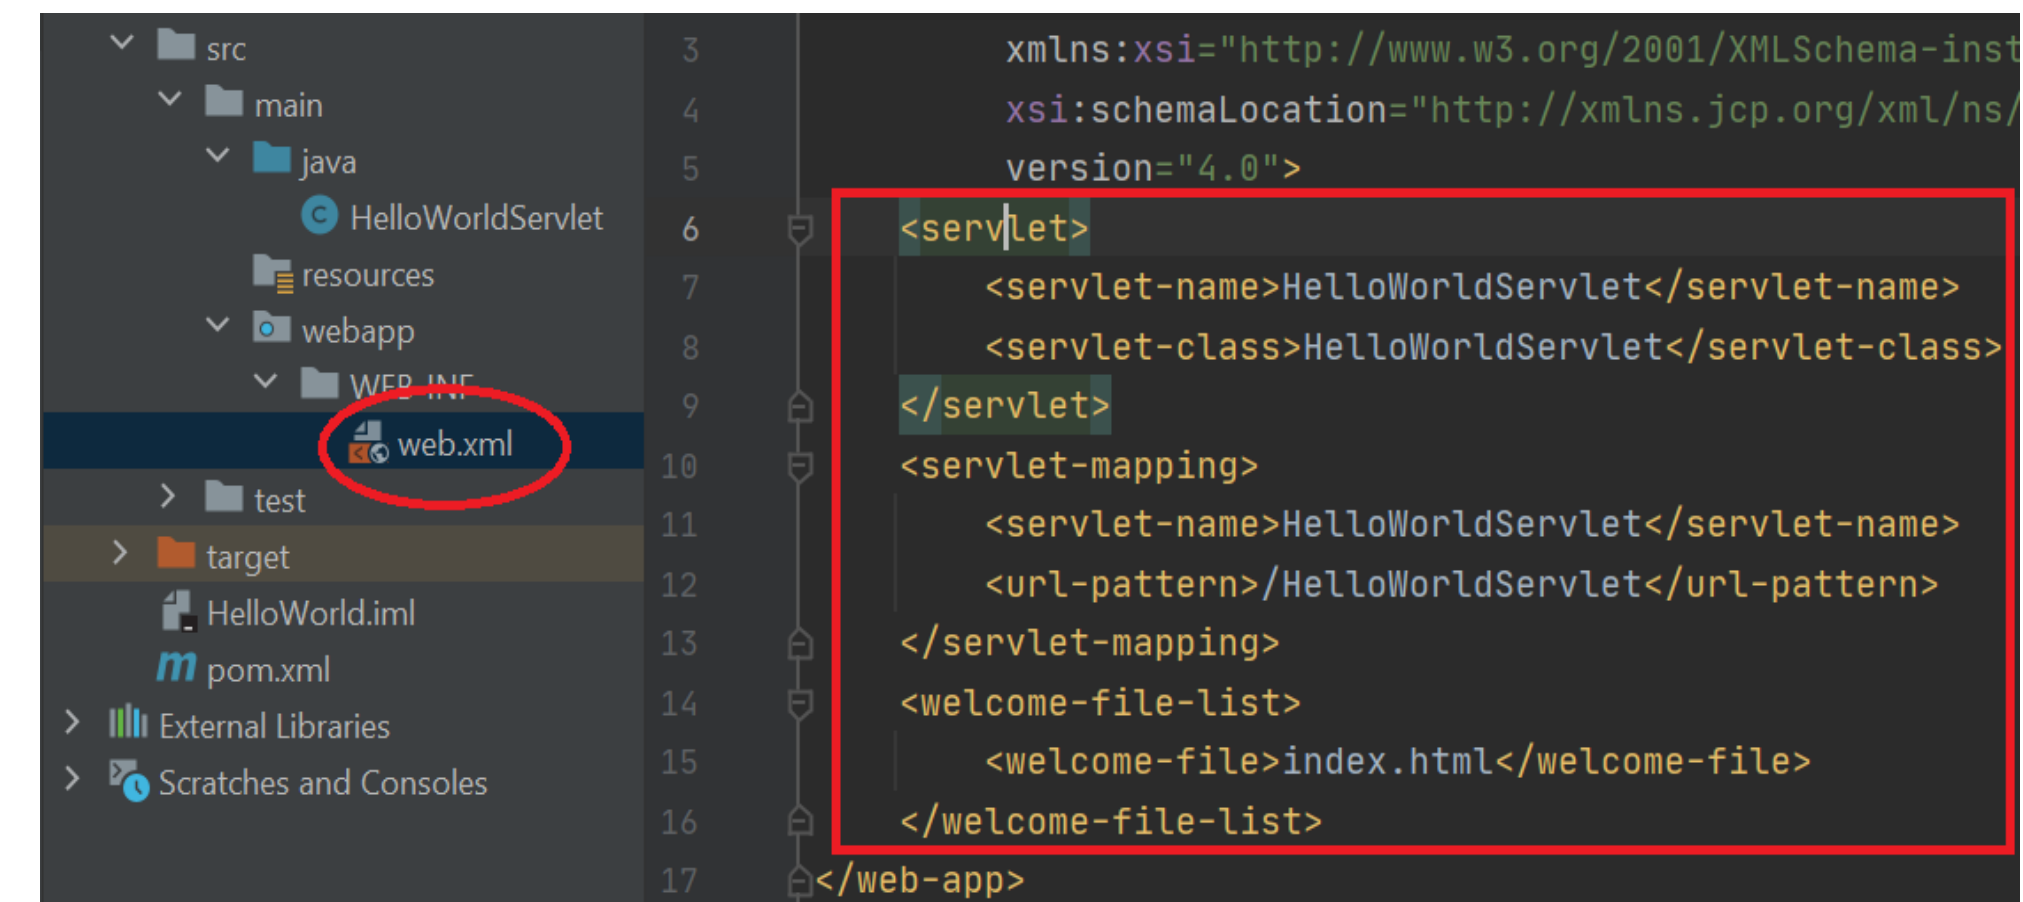 src
main
java
HelloWorldServlet
resources
webapp
WEB-INF
web.xml
test
target
HelloWorld.iml
pom.xml
External Libraries
Scratches and Consoles
3 xmlns:xsi="http://www.w3.org/2001/XMLSchema-inst
4 xsi:schemaLocation="http://xmlns.jcp.org/xml/ns/
5 version="4.0">
6 <servlet>
7 <servlet-name>HelloWorldServlet</servlet-name>
8 <servlet-class>HelloWorldServlet</servlet-class>
9 </servlet>
10 <servlet-mapping>
11 <servlet-name>HelloWorldServlet</servlet-name>
12 <url-pattern>/HelloWorldServlet</url-pattern>
13 </servlet-mapping>
14 <welcome-file-list>
15 <welcome-file>index.html</welcome-file>
16 </welcome-file-list>
17 </web-app>